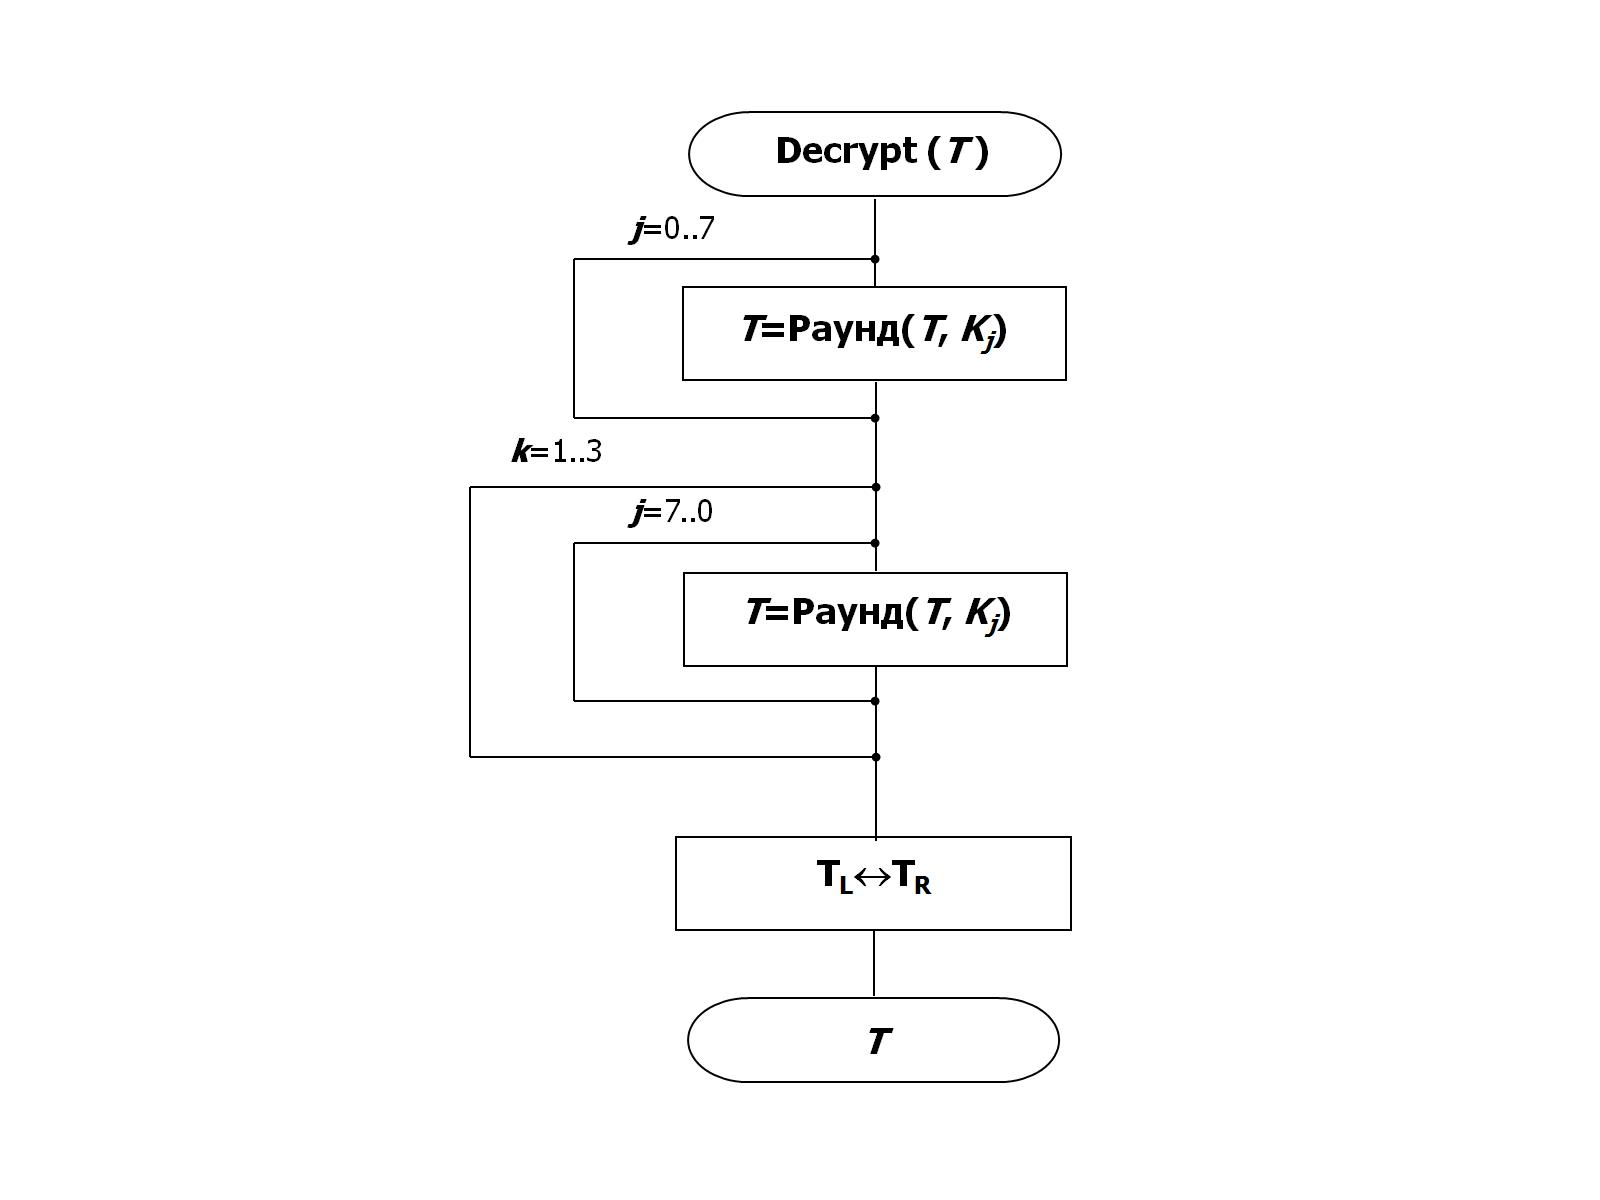 Decrypt (T )
j=0..7
T=Раунд(T, Kj)
k=1..3
j=7..0
T=Раунд(T, Kj)
TL↔TR
T